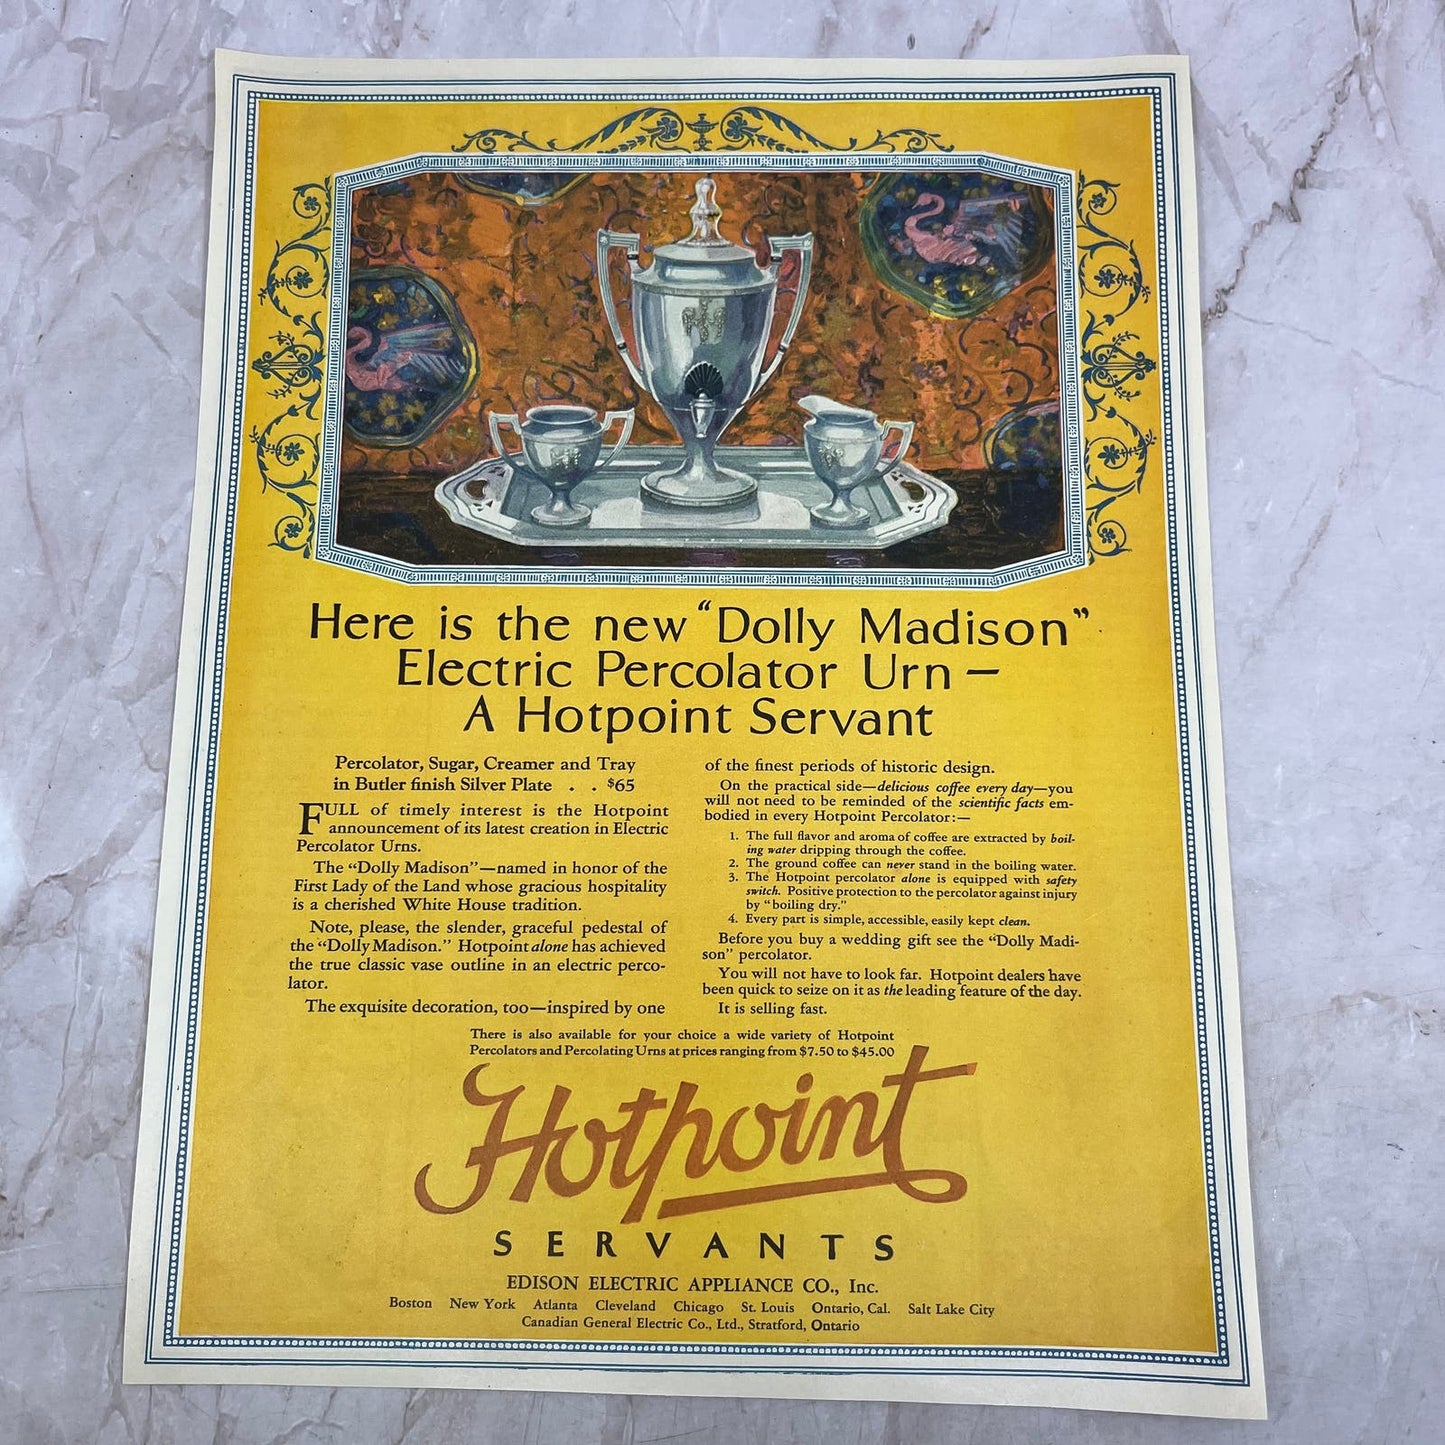 Here is the new "Dolly Madison"
Electric Percolator Urn —
A Hotpoint Servant
Percolator, Sugar, Creamer and Tray
in Butler finish Silver Plate . . $65
FULL of timely interest is the Hotpoint
announcement of its latest creation in Electric
Percolator Urns.
The "Dolly Madison"—named in honor of the
First Lady of the Land whose gracious hospitality
is a cherished White House tradition.
Note, please, the slender, graceful pedestal of
the "Dolly Madison." Hotpoint alone has achieved
the true classic vase outline in an electric perco-
lator.
The exquisite decoration, too—inspired by one
of the finest periods of historic design.
On the practical side—delicious coffee every day—you
will not need to be reminded of the scientific facts em-
bodied in every Hotpoint Percolator:—
1. The full flavor and aroma of coffee are extracted by boil-
ing water dripping through the coffee.
2. The ground coffee can never stand in the boiling water.
3. The Hotpoint percolator alone is equipped with safety
switch. Positive protection to the percolator against injury
by "boiling dry."
4. Every part is simple, accessible, easily kept clean.
Before you buy a wedding gift see the "Dolly Madi-
son" percolator.
You will not have to look far. Hotpoint dealers have
been quick to seize on it as the leading feature of the day.
It is selling fast.
There is also available for your choice a wide variety of Hotpoint
Percolators and Percolating Urns at prices ranging from $7.50 to $45.00
Hotpoint
SERVANTS
EDISON ELECTRIC APPLIANCE CO., Inc.
Boston New York Atlanta Cleveland Chicago St. Louis Ontario, Cal. Salt Lake City
Canadian General Electric Co., Ltd., Stratford, Ontario